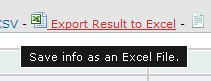 CSV - Export Result to Excel -
Save info as an Excel File.